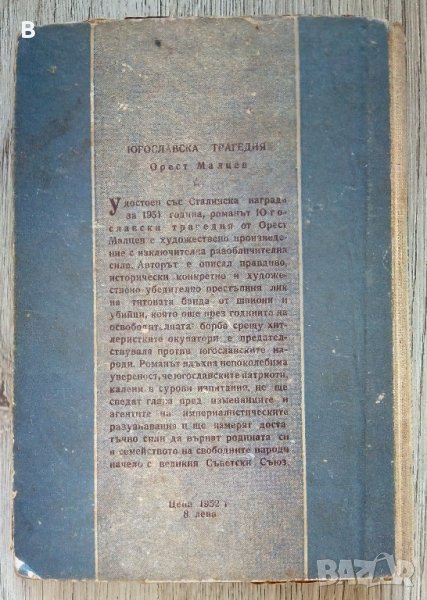 B
ЮГОСЛАВСКА ТРАГЕДИЯ
Орест Малцев
Удостоен със Сталинска награда
за 1951 година, романът Юго-
славска трагедия от Орест
Малцев е художествено произведе-
ние с изключителна разобличителна
сила. Авторът е описал правдиво,
исторически конкретно и художе-
ствено убедително престъпния лик
на титовата банда от шпиони и
убийци, която още през годините на
освободителната борба срещу хит-
леристките окупатори е предател-
ствувала против югославските на-
роди. Романът вдъхва непоколебима
увереност, че югославските патриоти,
калени в сурови изпитания, не ще
сведат глава пред изменниците и
агентите на империалистическите
разузнавания и ще намерят доста-
тъчно сили да върнат родината си
в семейството на свободните народи
начело с великия Съветски Съюз.
Цена 1952 г
8 лева
BAZAR